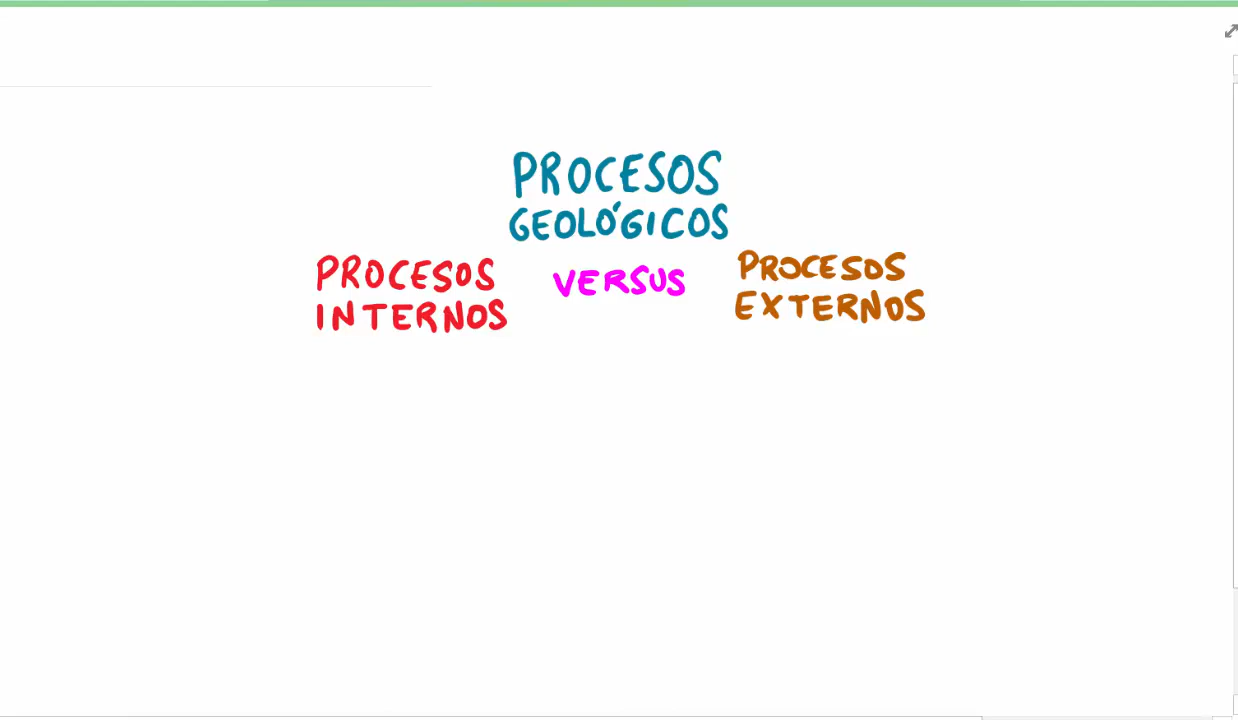 PROCESOS
GEOLÓGICOS
PROCESOS
INTERNOS
VERSUS
PROCESOS
EXTERNOS